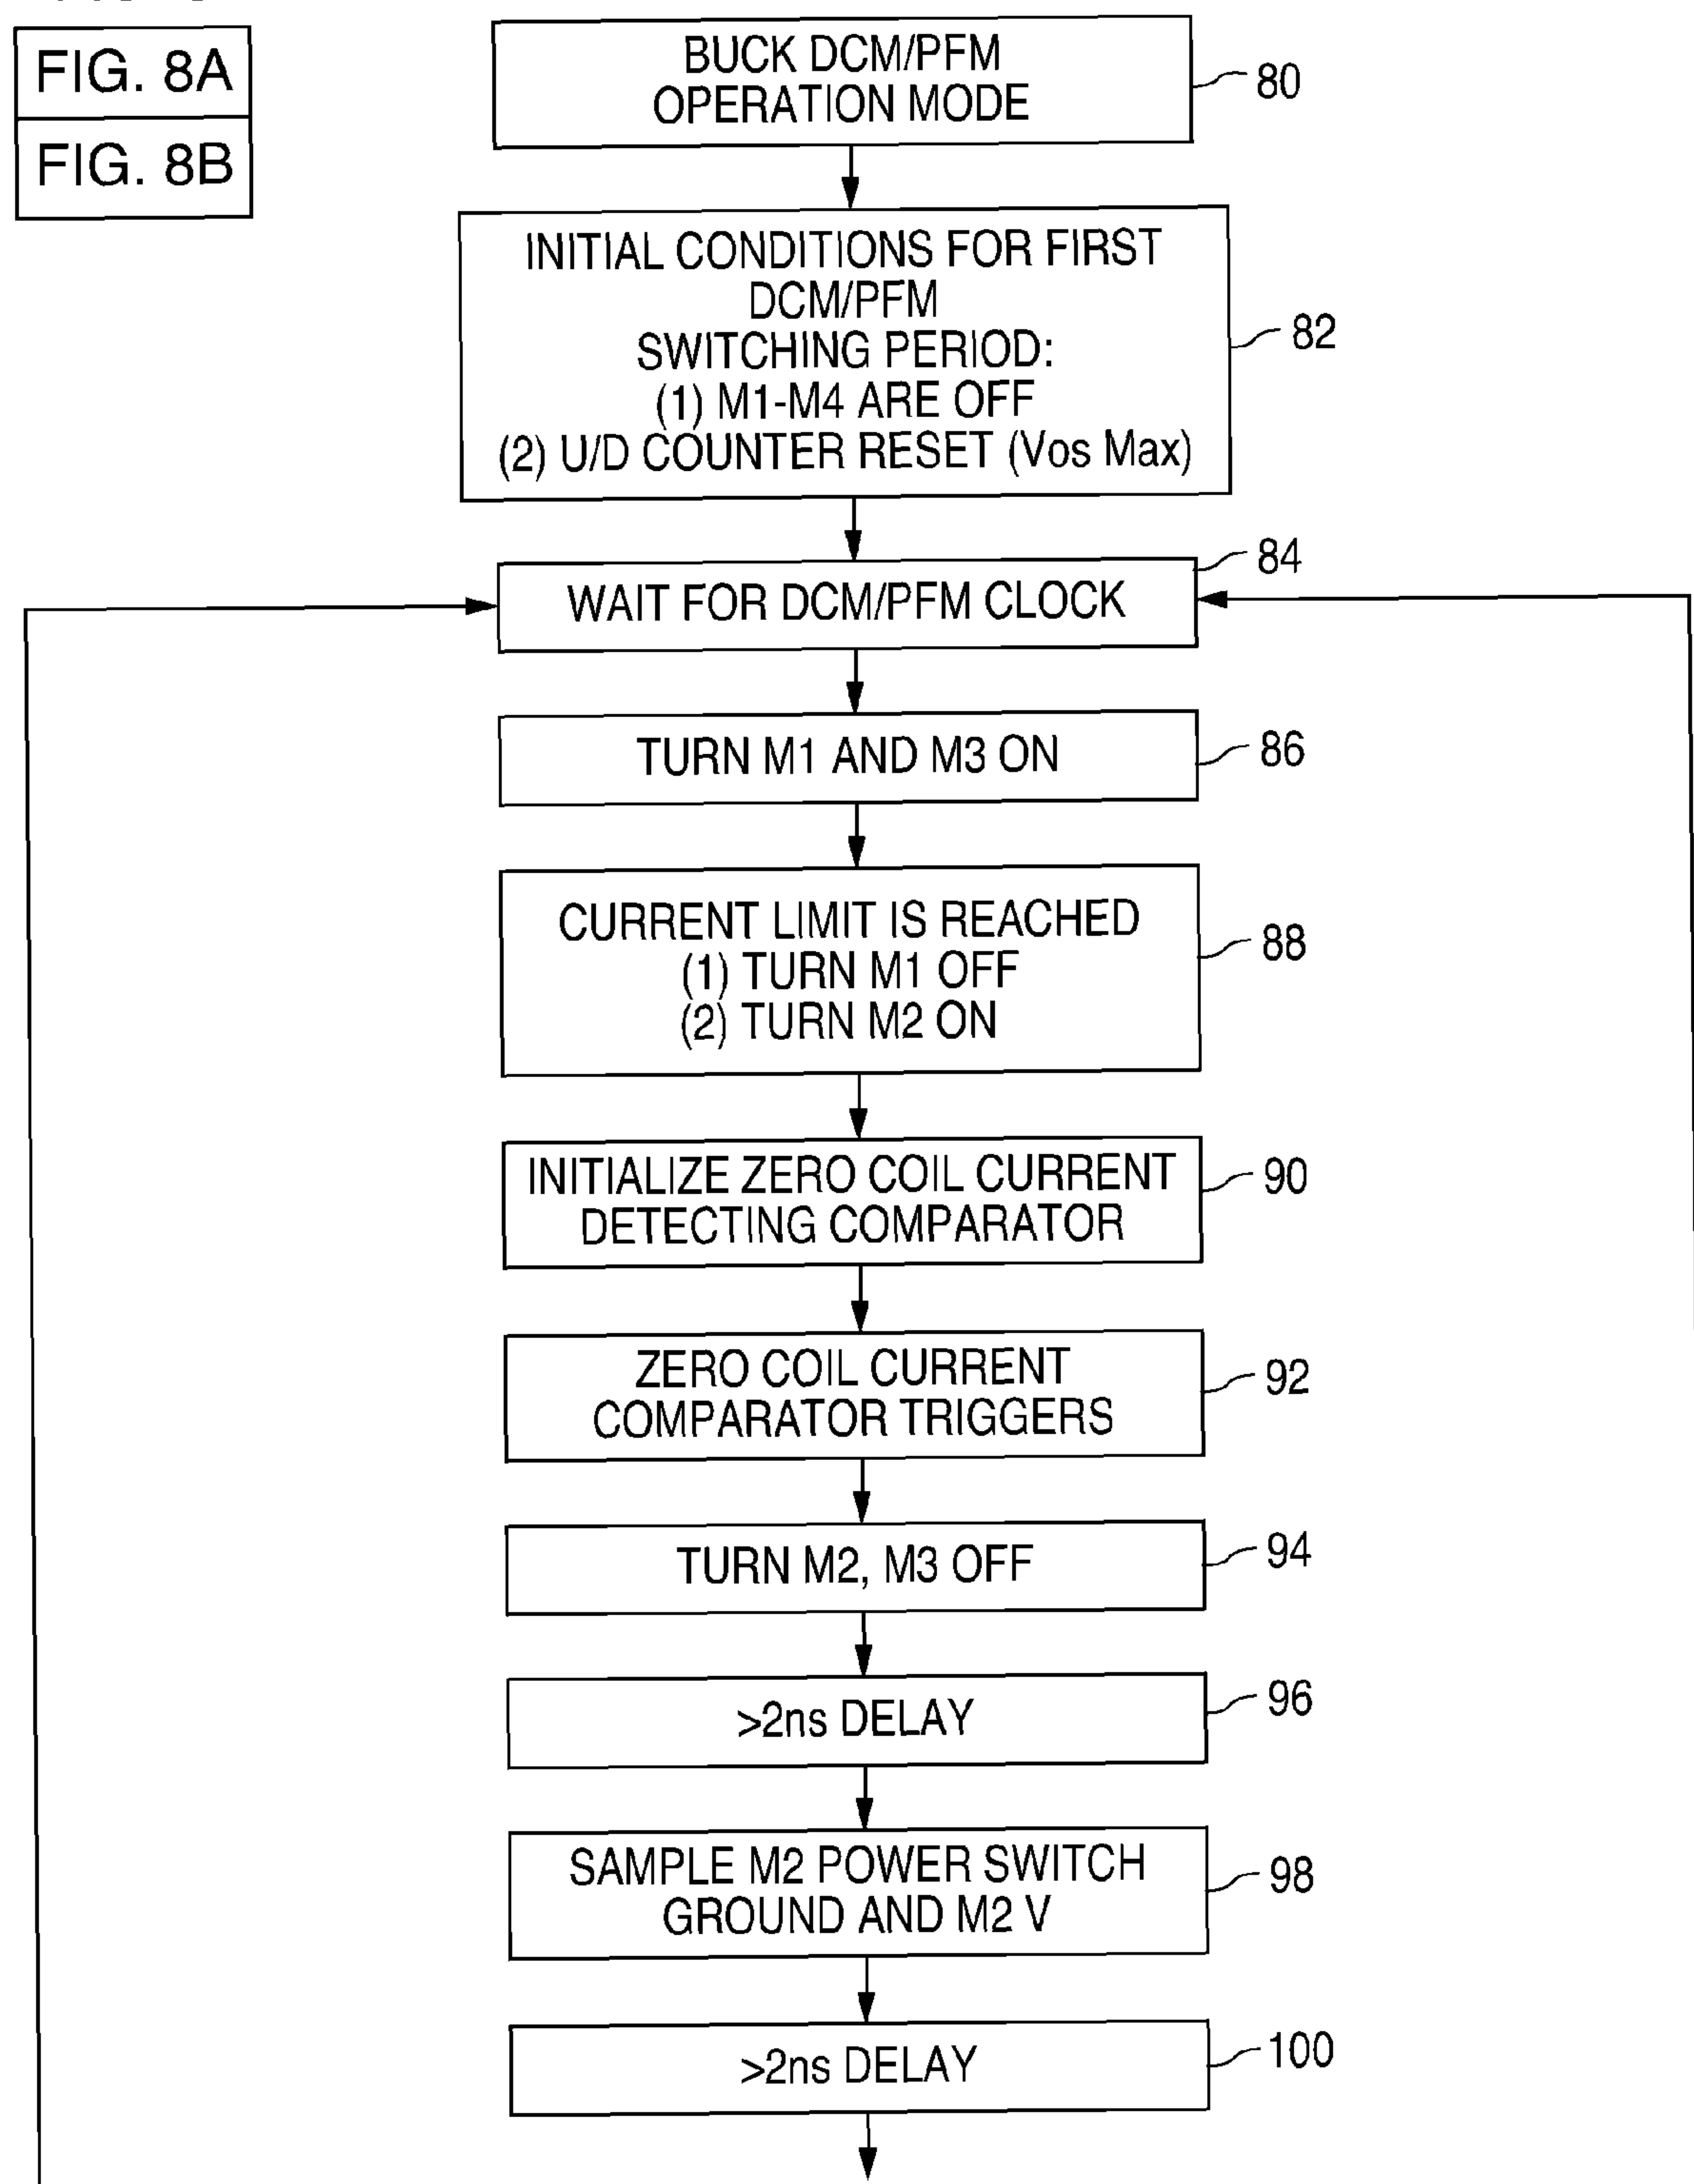 FIG. 8A
FIG. 8B
BUCK DCM/PFM
OPERATION MODE
80
INITIAL CONDITIONS FOR FIRST
DCM/PFM
SWITCHING PERIOD:
(1) M1-M4 ARE OFF
(2) U/D COUNTER RESET (Vos Max)
82
84
WAIT FOR DCM/PFM CLOCK
TURN M1 AND M3 ON
86
CURRENT LIMIT IS REACHED
(1) TURN M1 OFF
(2) TURN M2 ON
88
INITIALIZE ZERO COIL CURRENT
DETECTING COMPARATOR
90
ZERO COIL CURRENT
COMPARATOR TRIGGERS
92
TURN M2, M3 OFF
94
>2ns DELAY
96
SAMPLE M2 POWER SWITCH
GROUND AND M2 V
98
>2ns DELAY
100